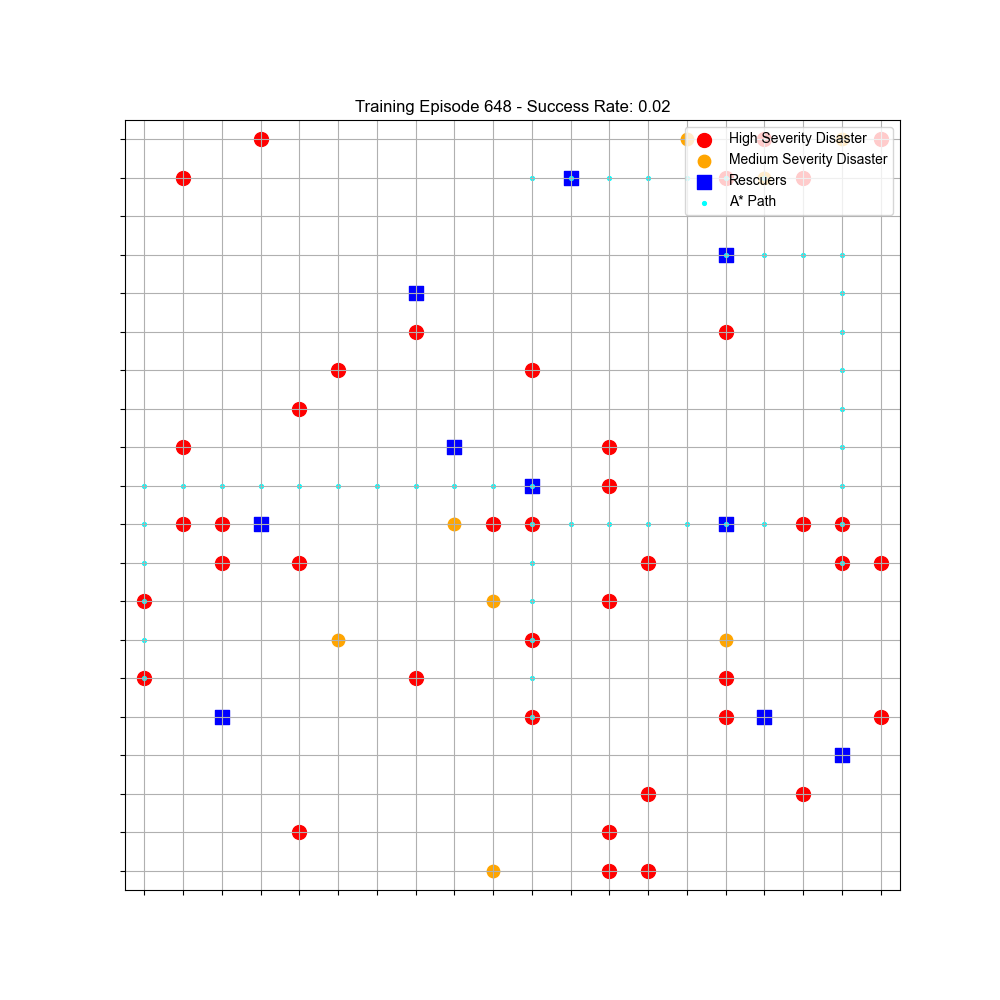 Training Episode 648 - Success Rate: 0.02
High Severity Disaster
Medium Severity Disaster
Rescuers
A* Path